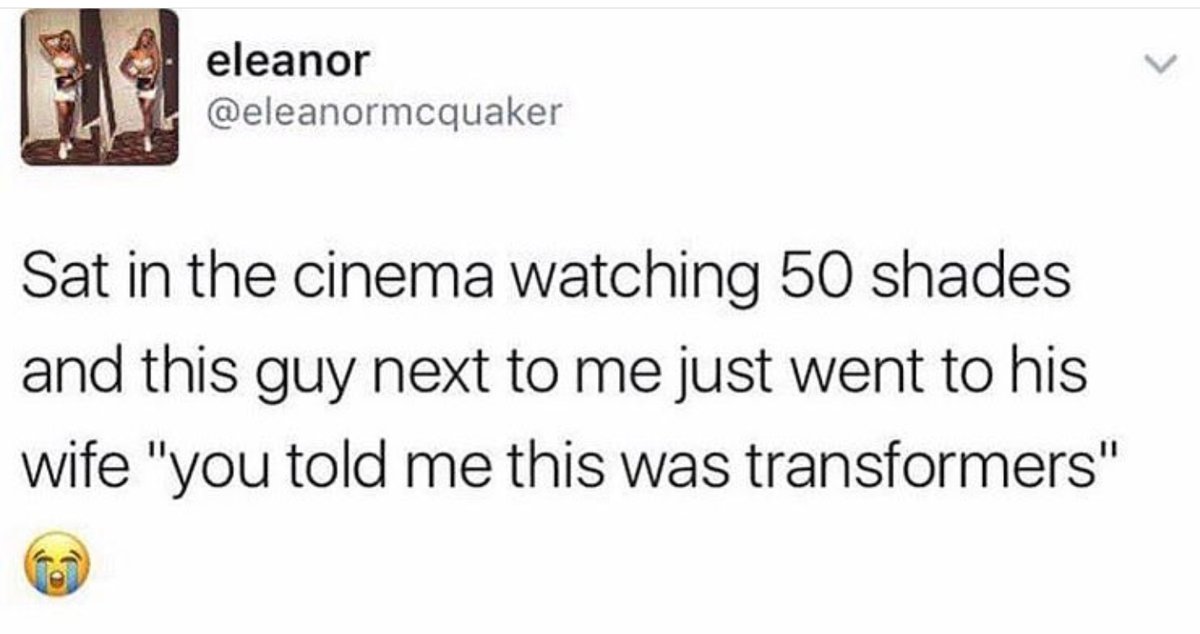 eleanor
@eleanormcquaker
Sat in the cinema watching 50 shades
and this guy next to me just went to his
wife "you told me this was transformers"
😭